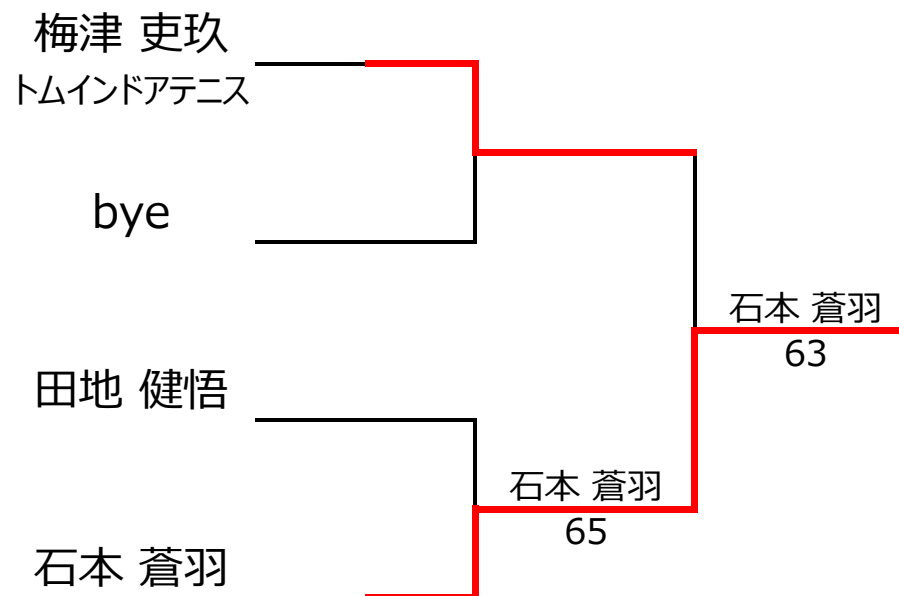 梅津 吏玖
トムインドアテニス
bye
石本 蒼羽
63
田地 健悟
石本 蒼羽
65
石本 蒼羽